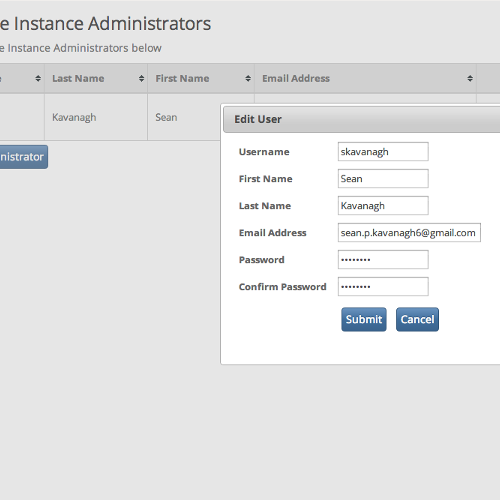 e Instance Administrators
e Instance Administrators below
e Last Name First Name Email Address
Kavanagh Sean
nistrator
Edit User
Username skavanagh
First Name Sean
Last Name Kavanagh
Email Address sean.p.kavanagh6@gmail.com
Password ••••••••
Confirm Password ••••••••
Submit Cancel